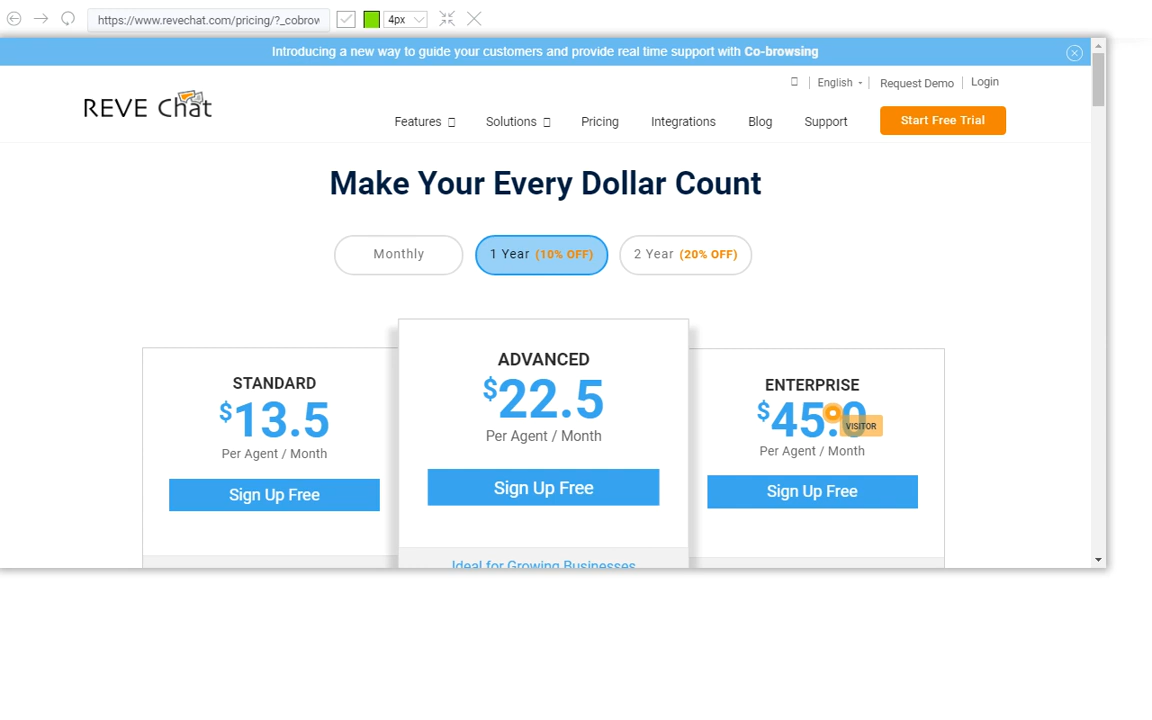 https://www.revechat.com/pricing/?_cobrow
4px
Introducing a new way to guide your customers and provide real time support with Co-browsing
English
Request Demo
Login
REVE Chat
Features
Solutions
Pricing
Integrations
Blog
Support
Start Free Trial
Make Your Every Dollar Count
Monthly
1 Year (10% OFF)
2 Year (20% OFF)
STANDARD
$13.5
Per Agent / Month
Sign Up Free
ADVANCED
$22.5
Per Agent / Month
Sign Up Free
Ideal for Growing Businesses
ENTERPRISE
$45.0
VISITOR
Per Agent / Month
Sign Up Free